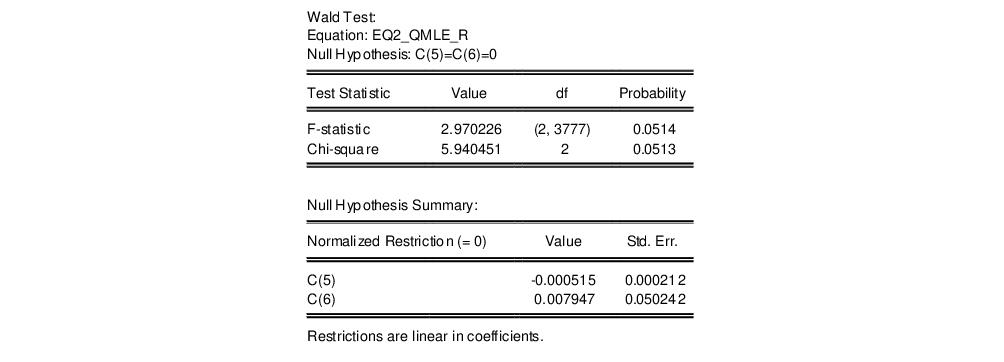 Wald Test:
Equation: EQ2_QMLE_R
Null Hypothesis: C(5)=C(6)=0
Test Statistic Value df Probability
F-statistic 2.970226 (2, 3777) 0.0514
Chi-square 5.940451 2 0.0513
Null Hypothesis Summary:
Normalized Restriction (= 0) Value Std. Err.
C(5) -0.000515 0.000212
C(6) 0.007947 0.050242
Restrictions are linear in coefficients.